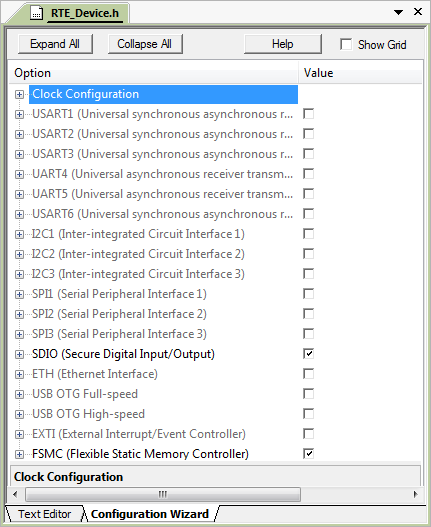 RTE_Device.h
Expand All Collapse All Help Show Grid
Option Value
Clock Configuration
USART1 (Universal synchronous asynchronous r...
USART2 (Universal synchronous asynchronous r...
USART3 (Universal synchronous asynchronous r...
UART4 (Universal asynchronous receiver transm...
UART5 (Universal asynchronous receiver transm...
USART6 (Universal synchronous asynchronous r...
I2C1 (Inter-integrated Circuit Interface 1)
I2C2 (Inter-integrated Circuit Interface 2)
I2C3 (Inter-integrated Circuit Interface 3)
SPI1 (Serial Peripheral Interface 1)
SPI2 (Serial Peripheral Interface 2)
SPI3 (Serial Peripheral Interface 3)
SDIO (Secure Digital Input/Output)
ETH (Ethernet Interface)
USB OTG Full-speed
USB OTG High-speed
EXTI (External Interrupt/Event Controller)
FSMC (Flexible Static Memory Controller)
Clock Configuration
Text Editor Configuration Wizard